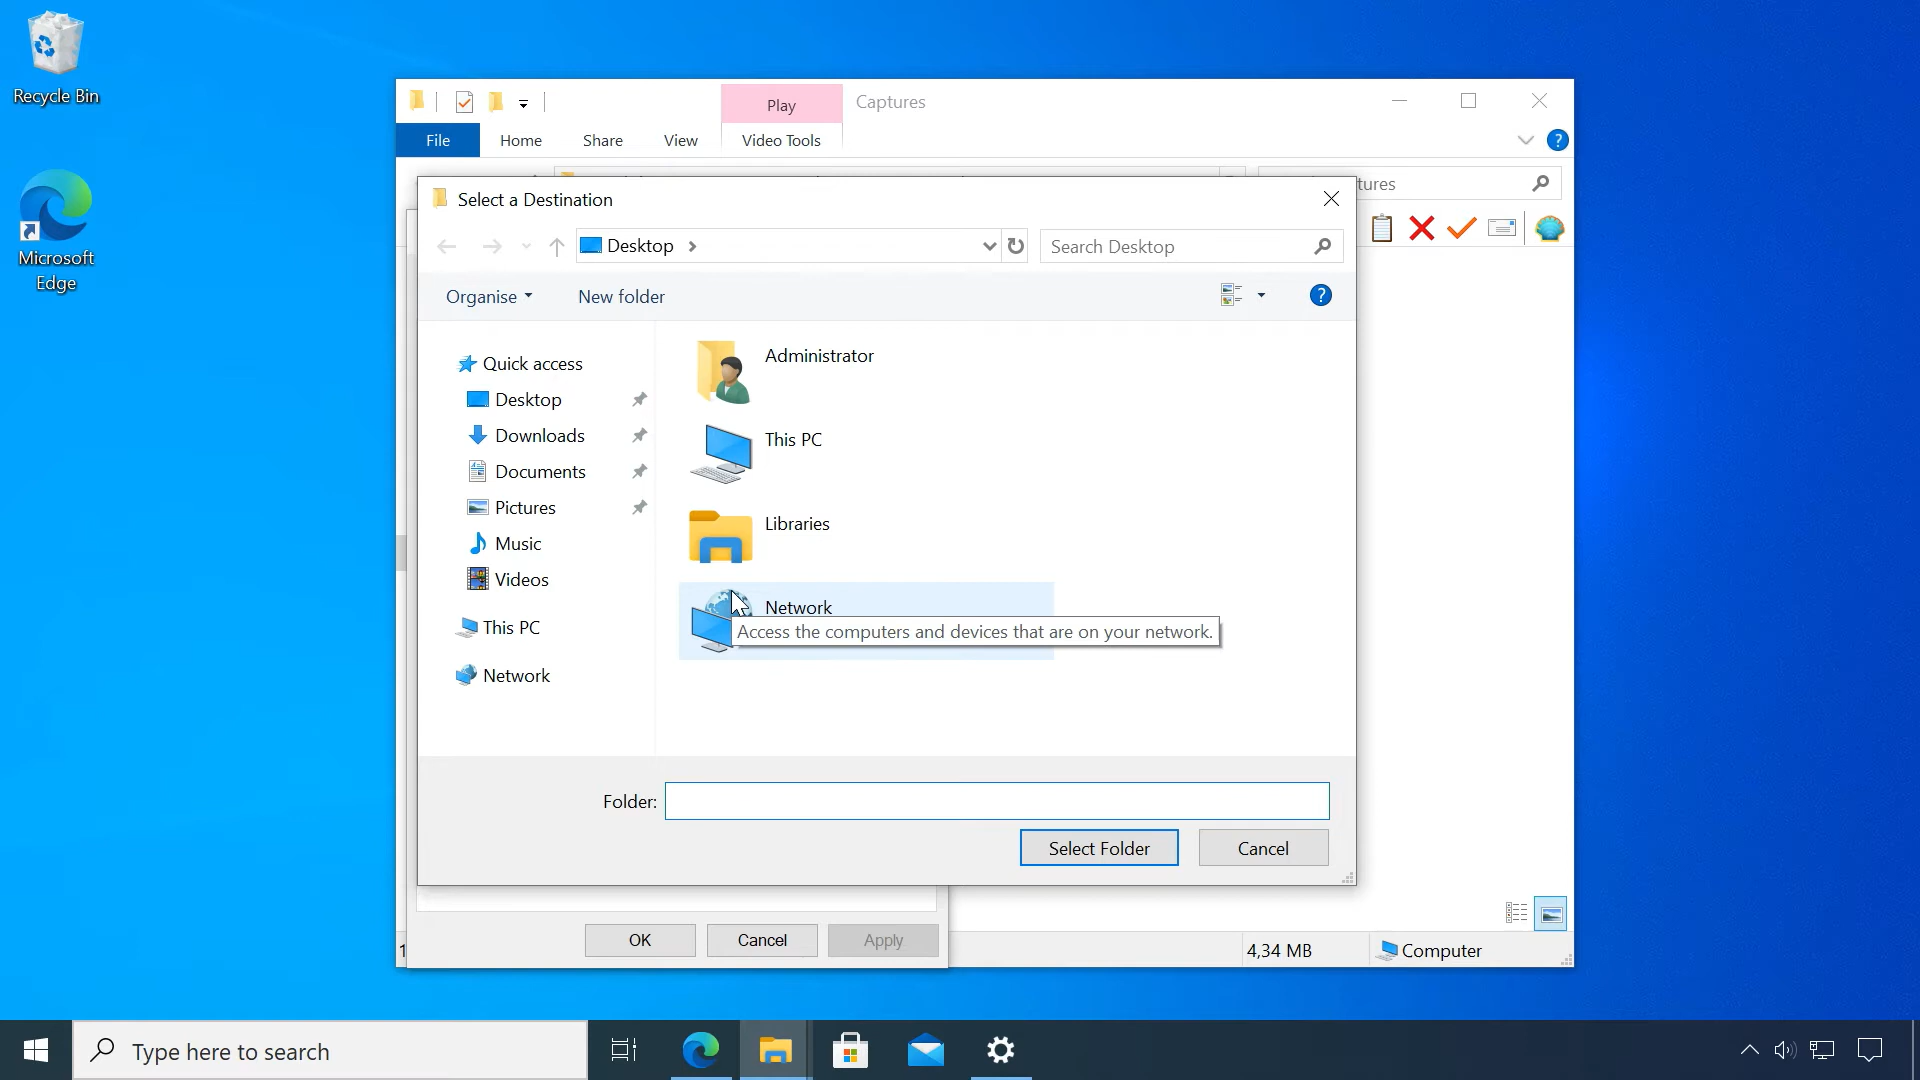 Recycle Bin
Microsoft
Edge
Play
Captures
File
Home
Share
View
Video Tools
tures
Select a Destination
Desktop
Search Desktop
Organise
New folder
Quick access
Desktop
Downloads
Documents
Pictures
Music
Videos
This PC
Network
Administrator
This PC
Libraries
Network
Access the computers and devices that are on your network.
Folder:
Select Folder
Cancel
OK
Cancel
Apply
1
4,34 MB
Computer
Type here to search